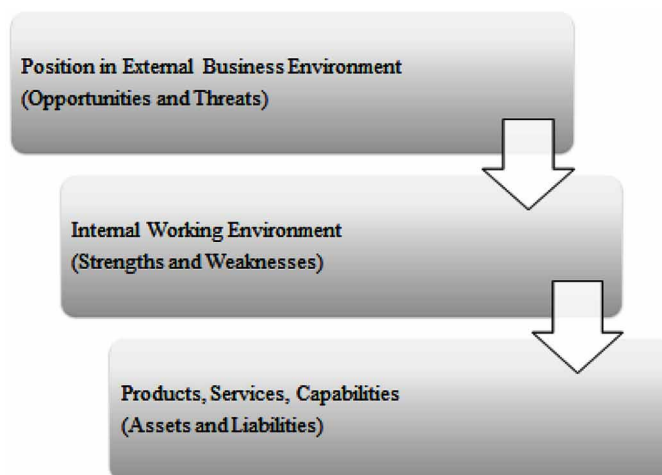 Position in External Business Environment
(Opportunities and Threats)
Internal Working Environment
(Strengths and Weaknesses)
Products, Services, Capabilities
(Assets and Liabilities)